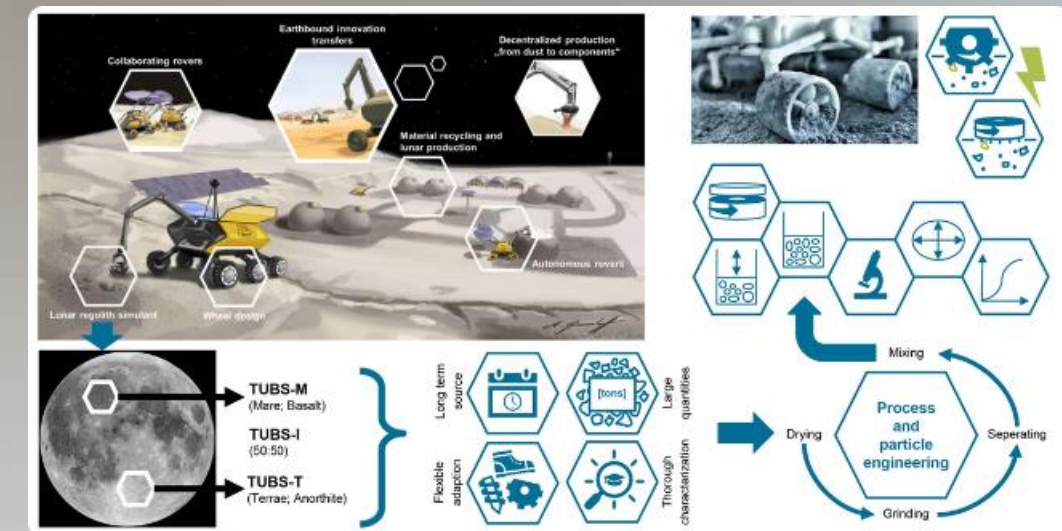 Earthbound innovation
transfers
Collaborating rovers
Decentralized production
„from dust to components“
Material recycling and
lunar production
Autonomous rovers
Lunar regolith simulant
Wheel design
TUBS-M
(Mare; Basalt)
TUBS-I
(50:50)
TUBS-T
(Terrae; Anorthite)
Long term
source
[tons]
Large
quantities
Flexible
adaption
Thorough
characterization
Mixing
Drying
Process
and
particle
engineering
Seperating
Grinding